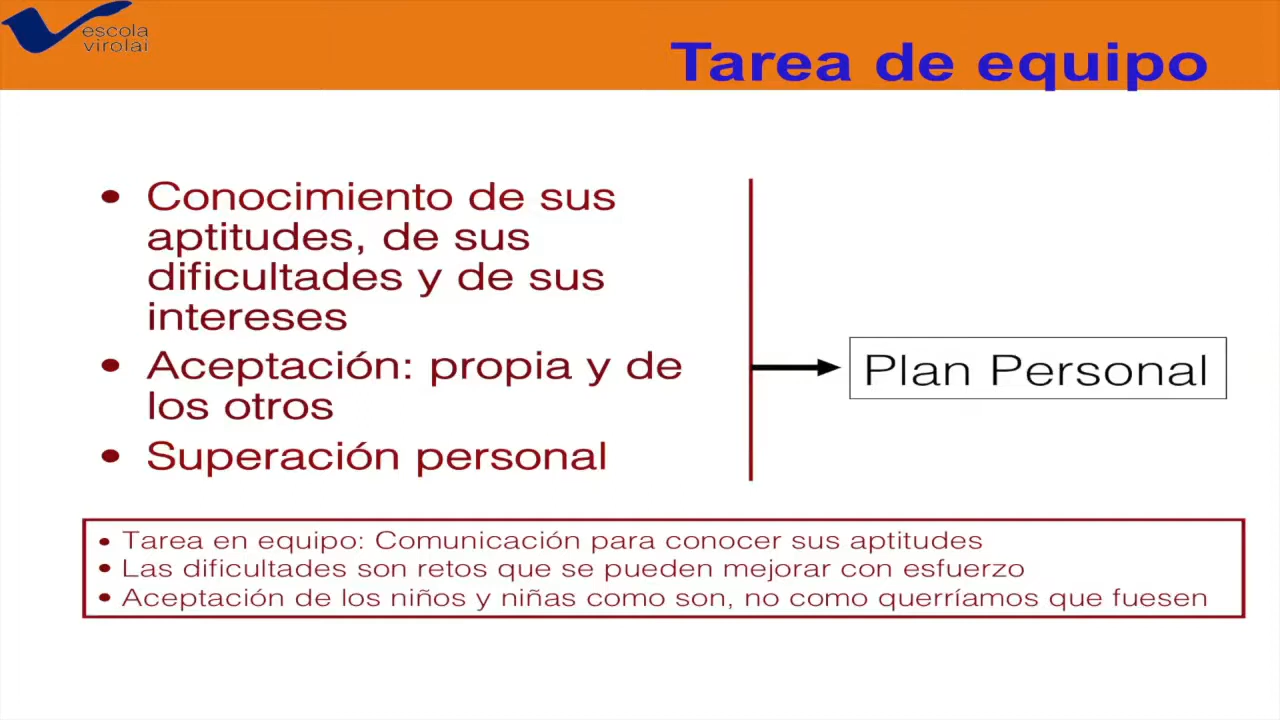 escola
virolai
Tarea de equipo
• Conocimiento de sus
aptitudes, de sus
dificultades y de sus
intereses
• Aceptación: propia y de
los otros
• Superación personal
Plan Personal
• Tarea en equipo: Comunicación para conocer sus aptitudes
• Las dificultades son retos que se pueden mejorar con esfuerzo
• Aceptación de los niños y niñas como son, no como querríamos que fuesen